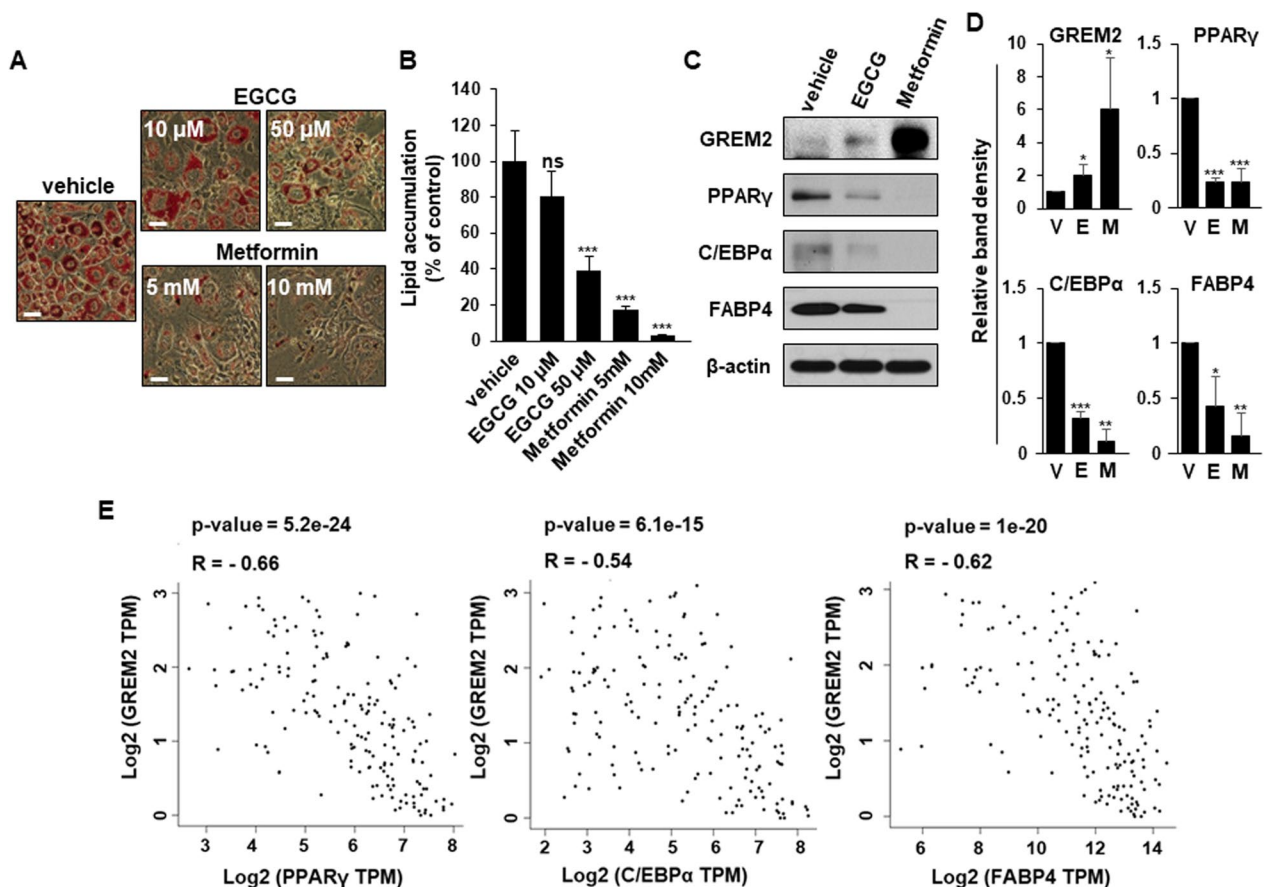 A
EGCG
10 µM
50 µM
vehicle
Metformin
5 mM
10 mM
B
Lipid accumulation
(% of control)
140
120
100
80
60
40
20
0
ns
***
***
***
vehicle
EGCG 10 µM
EGCG 50 µM
Metformin 5mM
Metformin 10mM
C
vehicle
EGCG
Metformin
GREM2
PPARγ
C/EBPα
FABP4
β-actin
D
Relative band density
GREM2
10
8
6
4
2
0
*
*
V E M
PPARγ
1.5
1
0.5
0
*** ***
V E M
C/EBPα
1.5
1
0.5
0
***
**
V E M
FABP4
1.5
1
0.5
0
*
**
V E M
E
p-value = 5.2e-24
R = - 0.66
Log2 (GREM2 TPM)
3
2
1
0
3 4 5 6 7 8
Log2 (PPARγ TPM)
p-value = 6.1e-15
R = - 0.54
Log2 (GREM2 TPM)
3
2
1
0
2 3 4 5 6 7 8
Log2 (C/EBPα TPM)
p-value = 1e-20
R = - 0.62
Log2 (GREM2 TPM)
3
2
1
0
6 8 10 12 14
Log2 (FABP4 TPM)